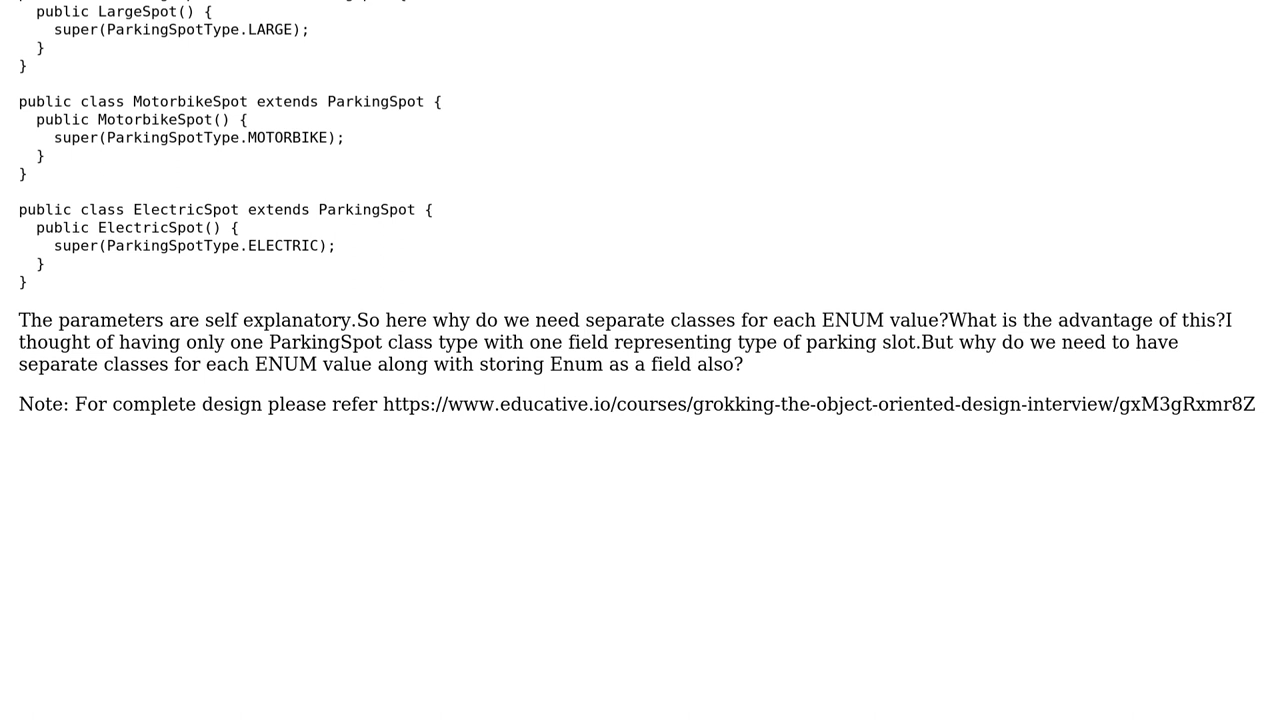 public LargeSpot() {
super(ParkingSpotType.LARGE);
}
}
public class MotorbikeSpot extends ParkingSpot {
public MotorbikeSpot() {
super(ParkingSpotType.MOTORBIKE);
}
}
public class ElectricSpot extends ParkingSpot {
public ElectricSpot() {
super(ParkingSpotType.ELECTRIC);
}
}
The parameters are self explanatory.So here why do we need separate classes for each ENUM value?What is the advantage of this?I
thought of having only one ParkingSpot class type with one field representing type of parking slot.But why do we need to have
separate classes for each ENUM value along with storing Enum as a field also?
Note: For complete design please refer https://www.educative.io/courses/grokking-the-object-oriented-design-interview/gxM3gRxmr8Z